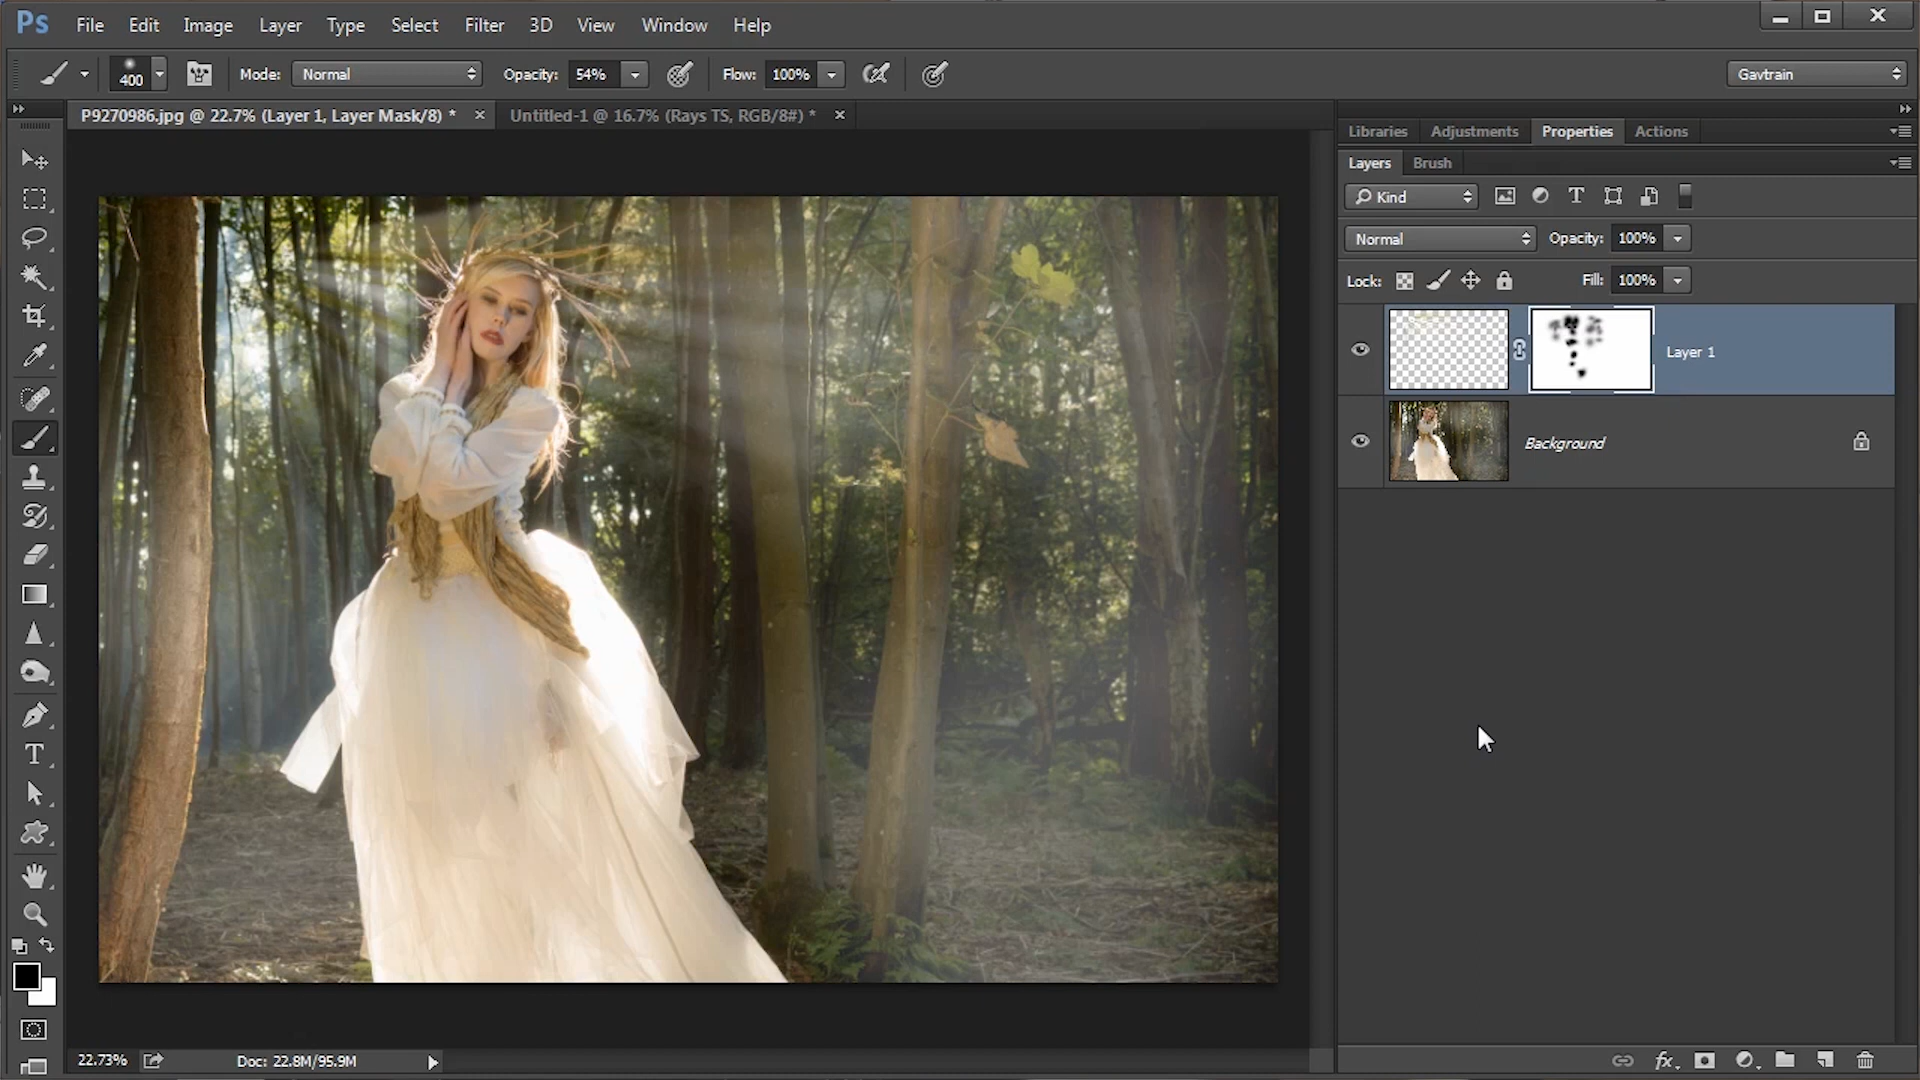 Ps File Edit Image Layer Type Select Filter 3D View Window Help
400 Mode: Normal Opacity: 54% Flow: 100% Gavtrain
P9270986.jpg @ 22.7% (Layer 1, Layer Mask/8) * Untitled-1 @ 16.7% (Rays TS, RGB/8#) *
Libraries Adjustments Properties Actions
Layers Brush
Kind
Normal Opacity: 100%
Lock: Fill: 100%
Layer 1
Background
22.73% Doc: 22.8M/95.9M